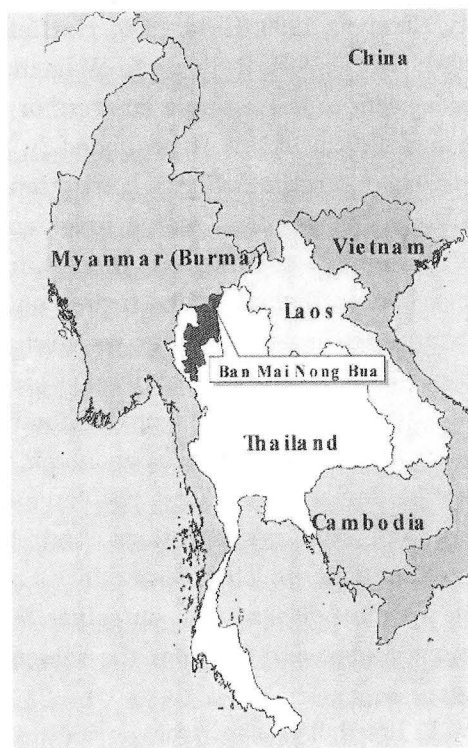 China
Vietnam
Myanmar (Burma)
Laos
Ban Mai Nong Bua
Thailand
Cambodia